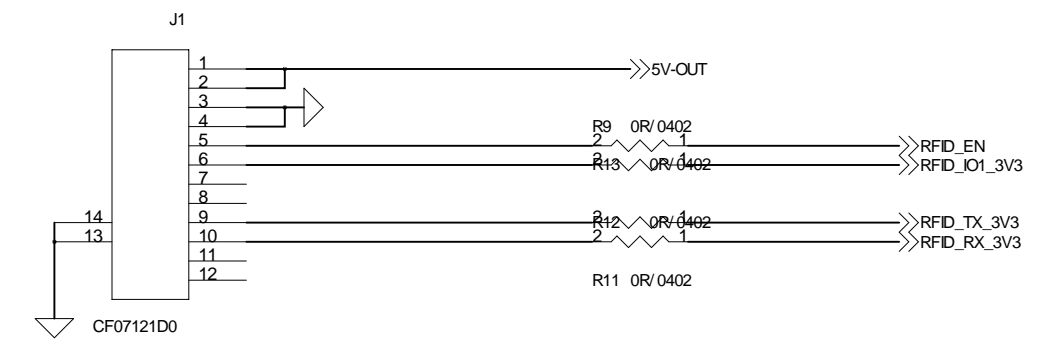 J1
1
5V-OUT
2
3
4
R9 0R/0402
5
2 1
RFID_EN
6
2 1
R13 0R/0402
RFID_IO1_3V3
7
8
14
9
2 1
R12 0R/0402
RFID_TX_3V3
13
10
2 1
RFID_RX_3V3
11
12
R11 0R/0402
CF07121D0